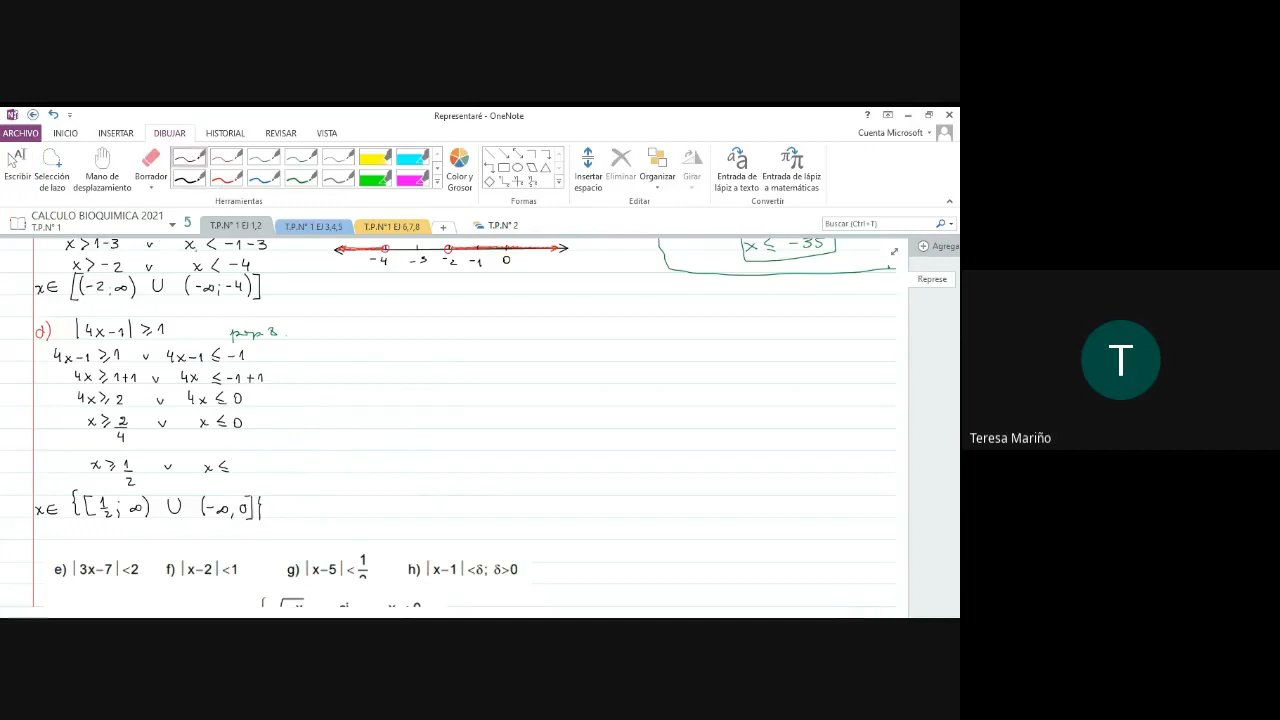 Representaré - OneNote
ARCHIVO INICIO INSERTAR DIBUJAR HISTORIAL REVISAR VISTA Cuenta Microsoft
Escribir Selección de lazo Mano de desplazamiento Borrador Color y Grosor Insertar espacio Eliminar Organizar Girar Entrada de lápiz a texto Entrada de lápiz a matemáticas
Herramientas Formas Editar Convertir
CALCULO BIOQUIMICA 2021
T.P.N° 1
5 T.P.N° 1 EJ 1,2 T.P.N° 1 EJ 3,4,5 T.P.N°1 EJ 6,7,8 + T.P.N° 2 Buscar (Ctrl+T)
x > 1-3 v x < -1-3
x > -2 v x < -4
-4 -3 -2 -1 0
x ≤ -35
Agrega
Represe
x ∈ [(-2; ∞) ∪ (-∞; -4)]
d) |4x-1| ≥ 1 prop 8.
4x-1 ≥ 1 v 4x-1 ≤ -1
4x ≥ 1+1 v 4x ≤ -1+1
4x ≥ 2 v 4x ≤ 0
x ≥ 2/4 v x ≤ 0
x ≥ 1/2 v x ≤
x ∈ {[1/2; ∞) ∪ (-∞, 0]}
e) |3x-7| <2 f) |x-2| <1 g) |x-5| < h) |x-1| <δ; δ>0
T
Teresa Mariño